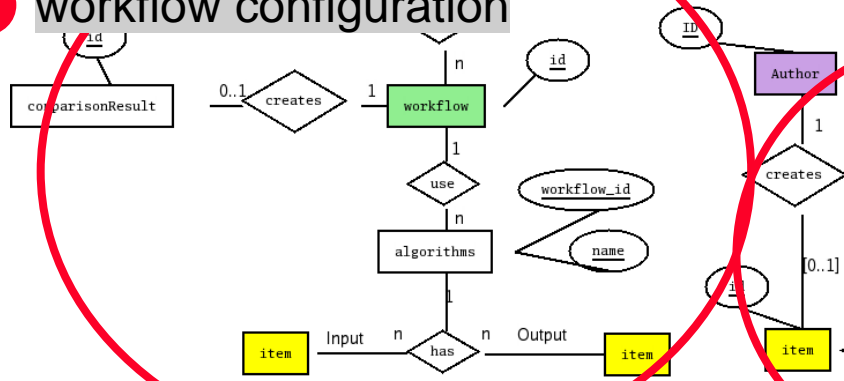 workflow configuration
id
ID
n
id
Author
comparisonResult
0..1
creates
1
workflow
1
1
use
creates
workflow_id
n
algorithms
name
[0..1]
id
1
item
Input
n
has
n
Output
item
item